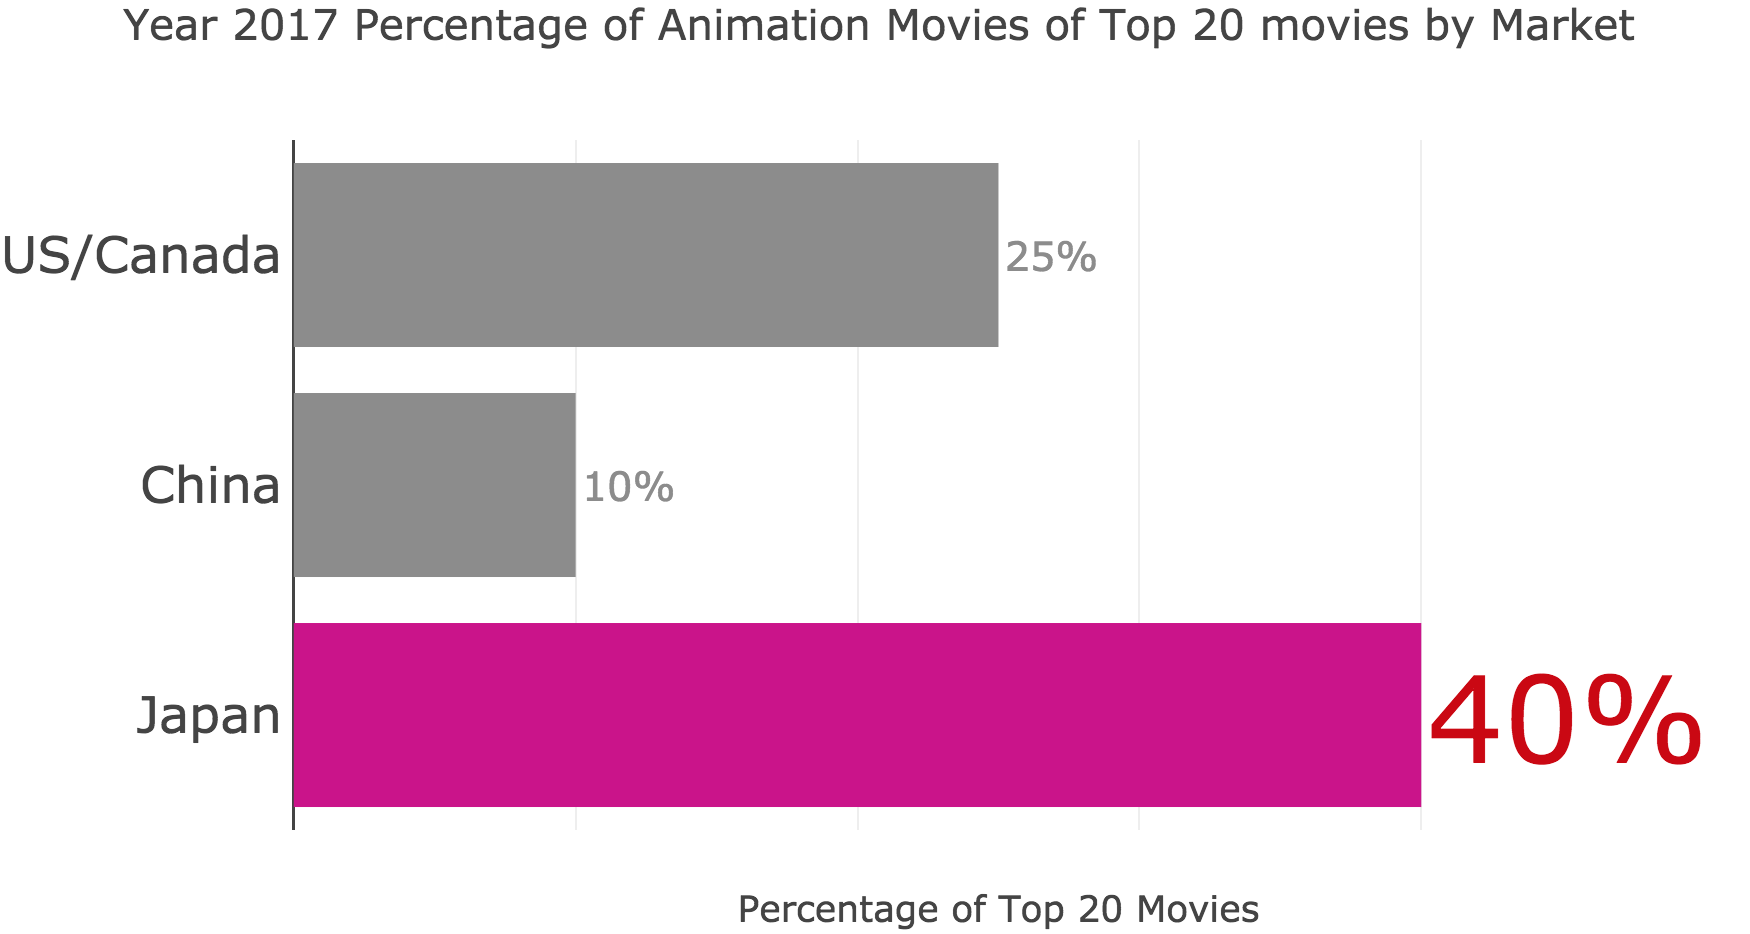 Year 2017 Percentage of Animation Movies of Top 20 movies by Market
US/Canada
25%
China
10%
Japan
40%
Percentage of Top 20 Movies